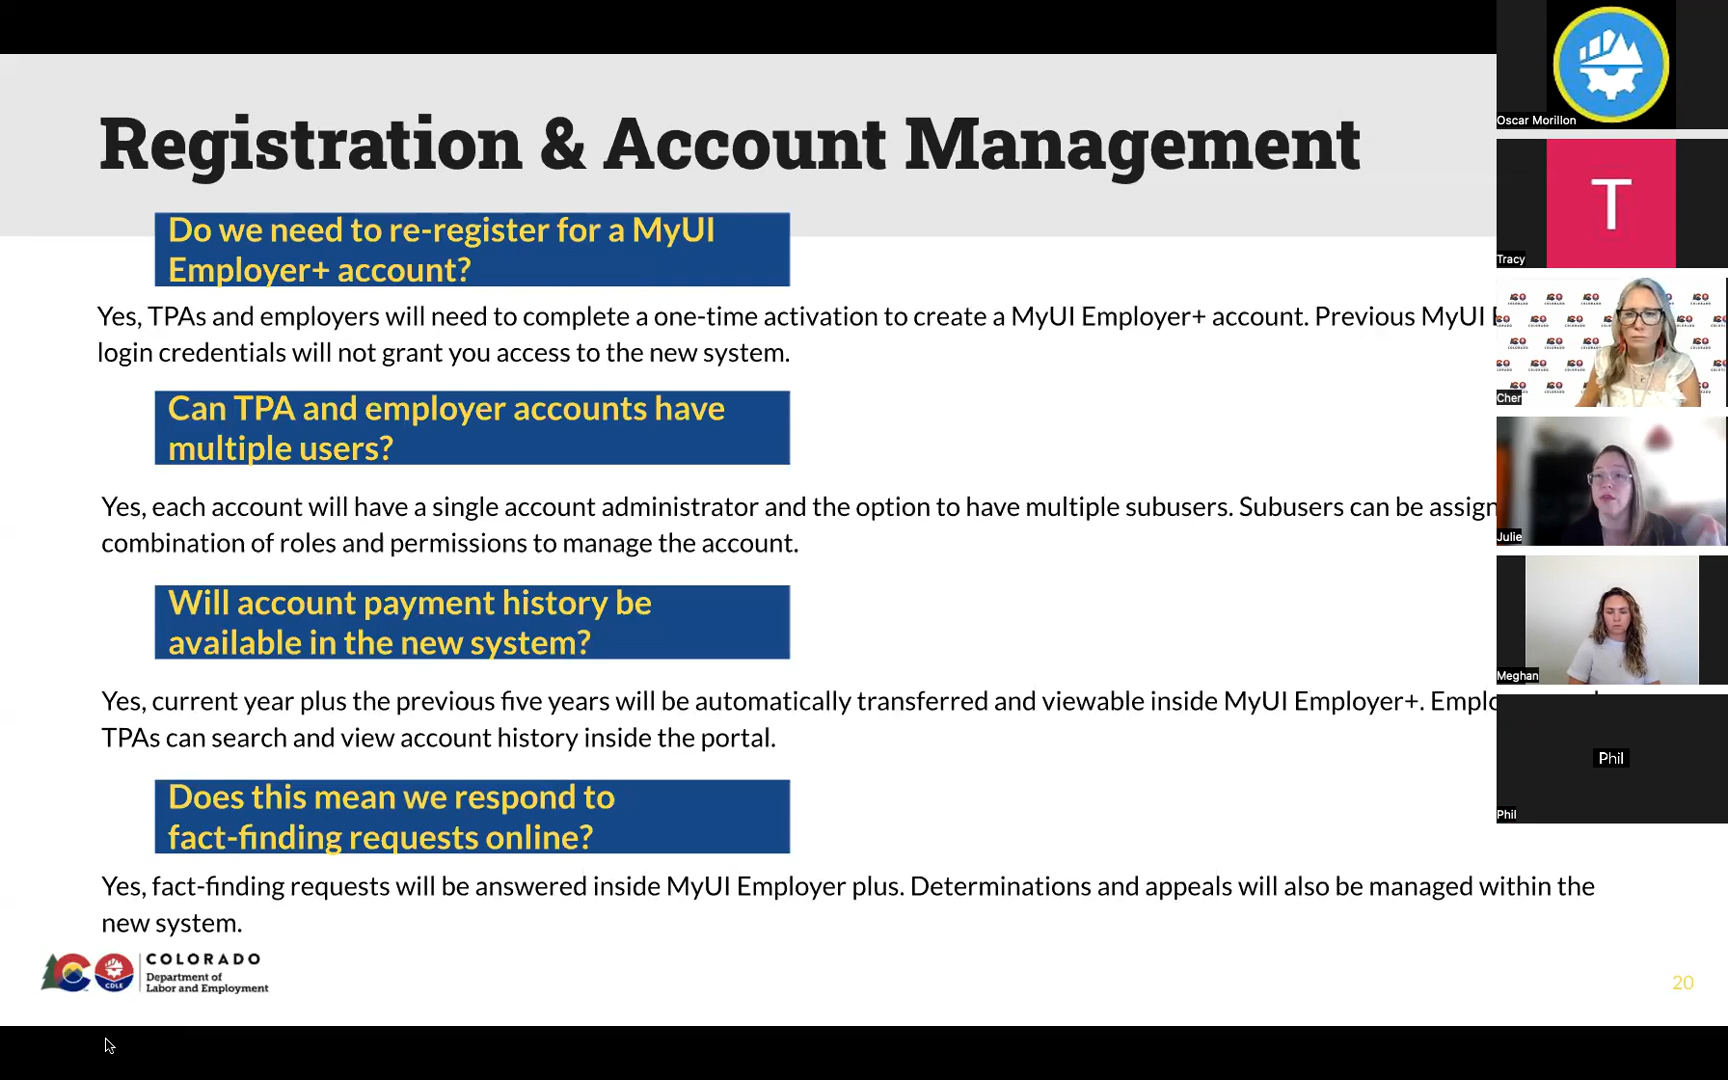 Registration & Account Management
Do we need to re-register for a MyUI
Employer+ account?
Yes, TPAs and employers will need to complete a one-time activation to create a MyUI Employer+ account. Previous MyUI
login credentials will not grant you access to the new system.
Can TPA and employer accounts have
multiple users?
Yes, each account will have a single account administrator and the option to have multiple subusers. Subusers can be
combination of roles and permissions to manage the account.
Will account payment history be
available in the new system?
Yes, current year plus the previous five years will be automatically transferred and viewable inside MyUI Employer+.
TPAs can search and view account history inside the portal.
Does this mean we respond to
fact-finding requests online?
Yes, fact-finding requests will be answered inside MyUI Employer plus. Determinations and appeals will also be managed within the
new system.
COLORADO
Department of
Labor and Employment
CDLE
20
Oscar Morillon
T
Tracy
Cher
Julie
Meghan
Phil
Phil